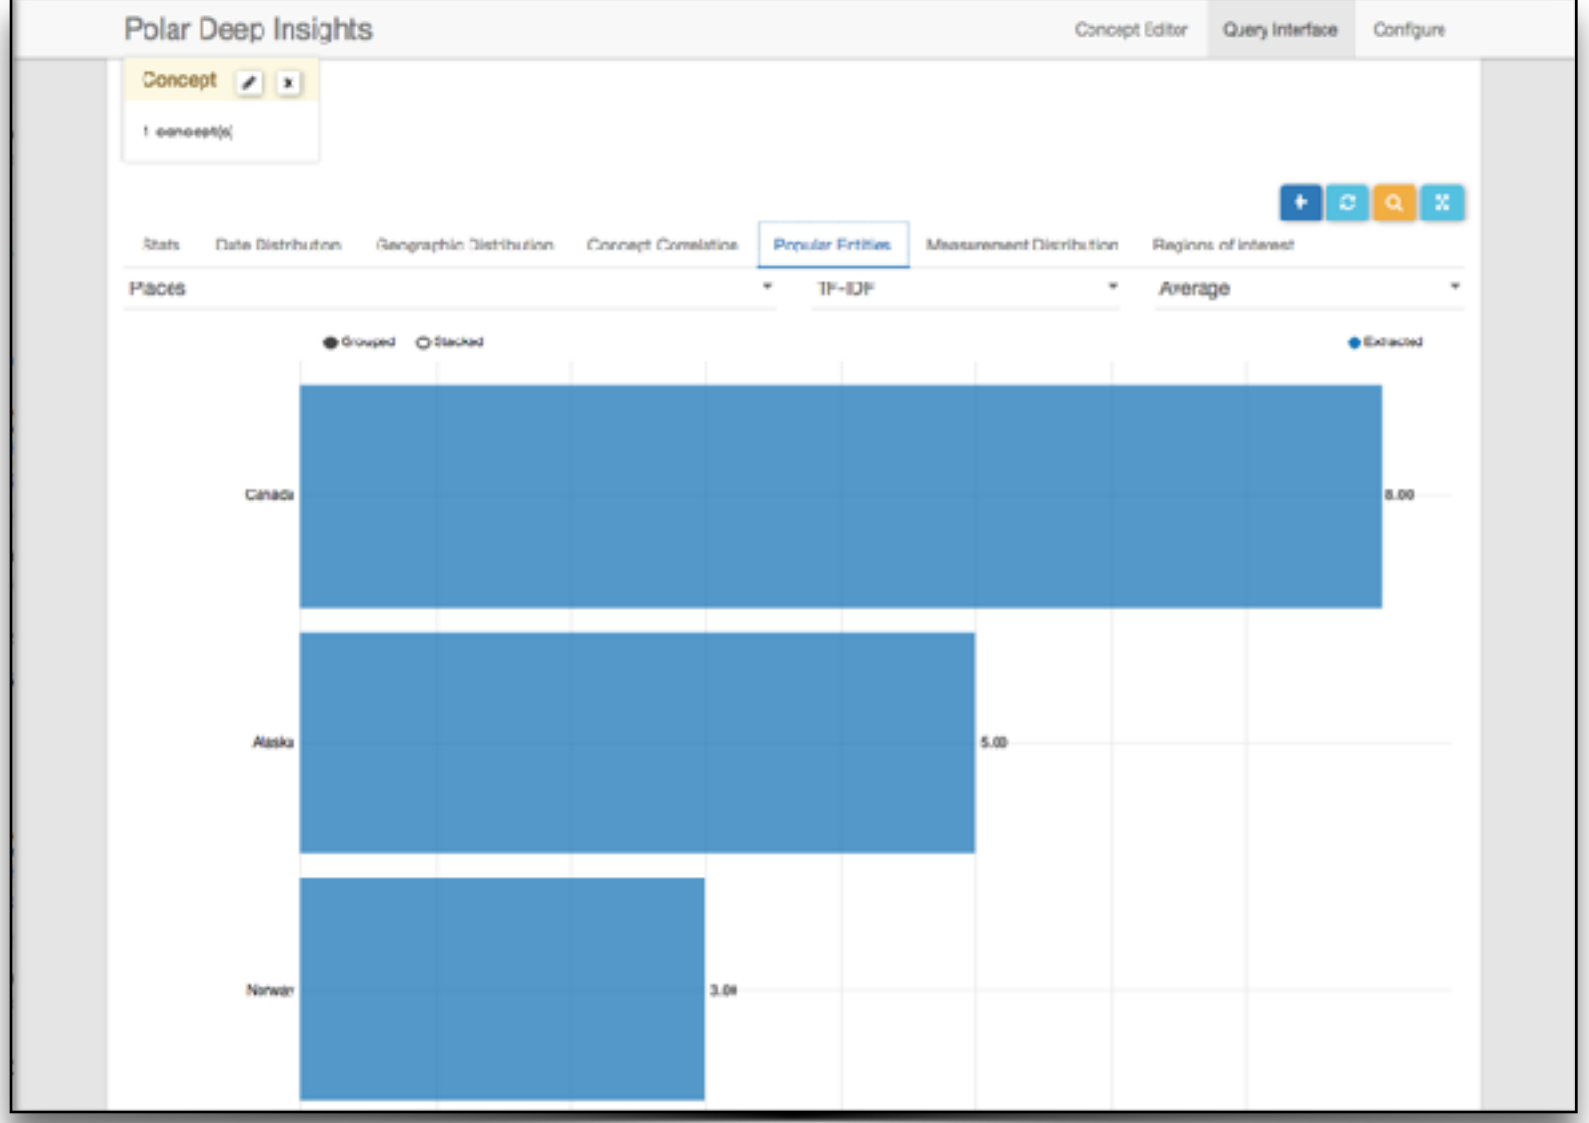 Polar Deep Insights Concept Editor Query Interface Configure
Concept
1 concept(s)
Stats Date Distribution Geographic Distribution Concept Correlation Popular Entities Measurement Distribution Regions of Interest
Places TF-IDF Average
Grouped Stacked Extracted
Canada 8.00
Alaska 5.00
Norway 3.00